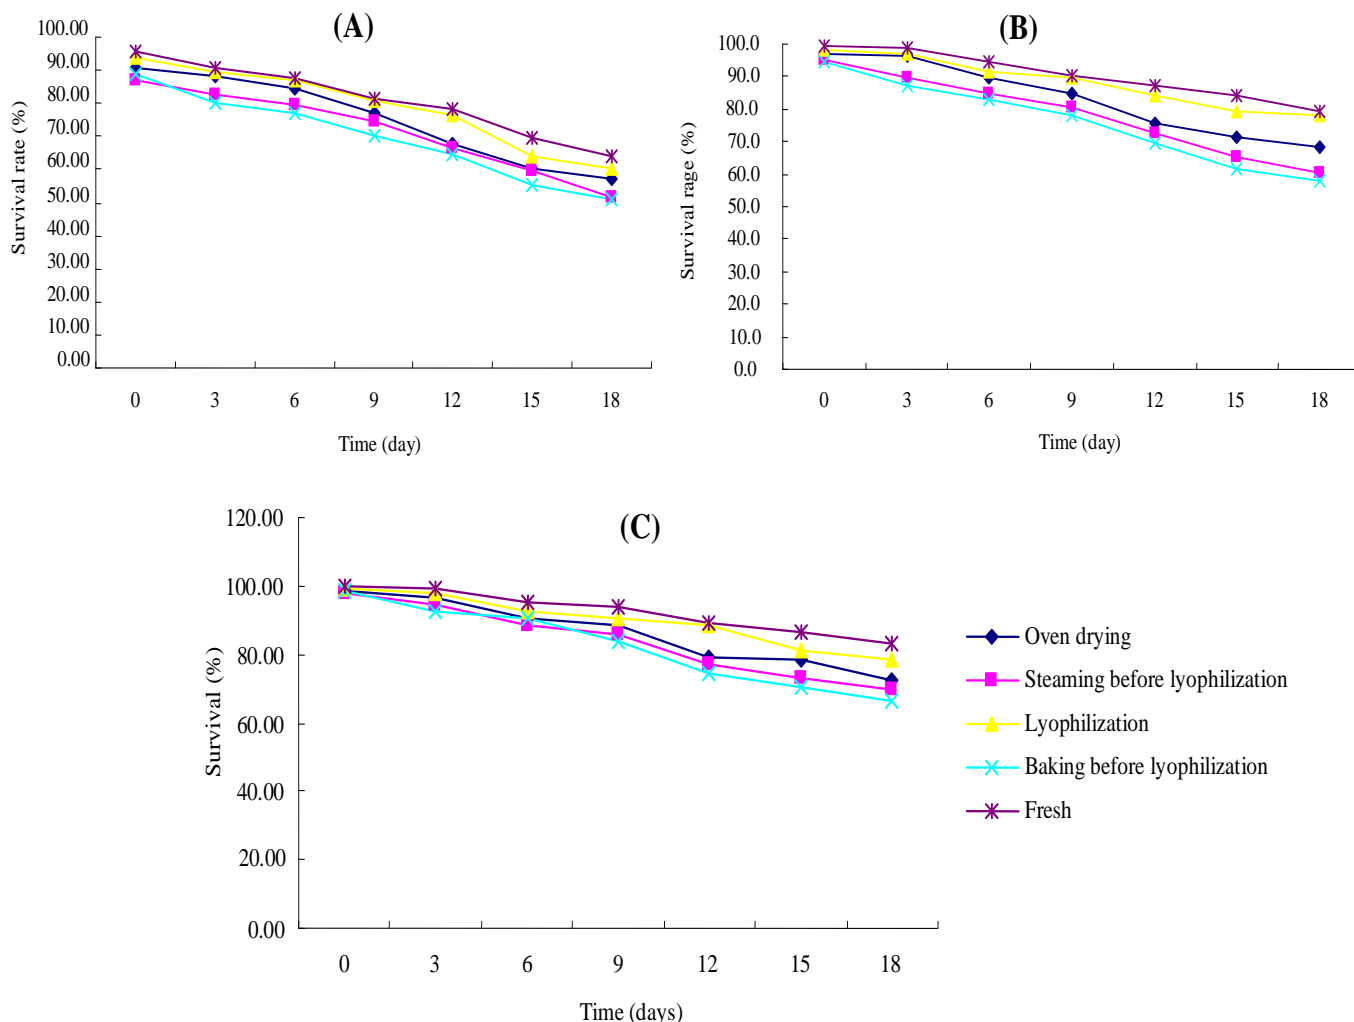 (A)
100.00
90.00
80.00
70.00
60.00
50.00
40.00
30.00
20.00
10.00
0.00
Survival rate (%)
0 3 6 9 12 15 18
Time (day)
(B)
100.0
90.0
80.0
70.0
60.0
50.0
40.0
30.0
20.0
10.0
0.0
Survival rage (%)
0 3 6 9 12 15 18
Time (day)
(C)
120.00
100.00
80.00
60.00
40.00
20.00
0.00
Survival (%)
0 3 6 9 12 15 18
Time (days)
Oven drying
Steaming before lyophilization
Lyophilization
Baking before lyophilization
Fresh